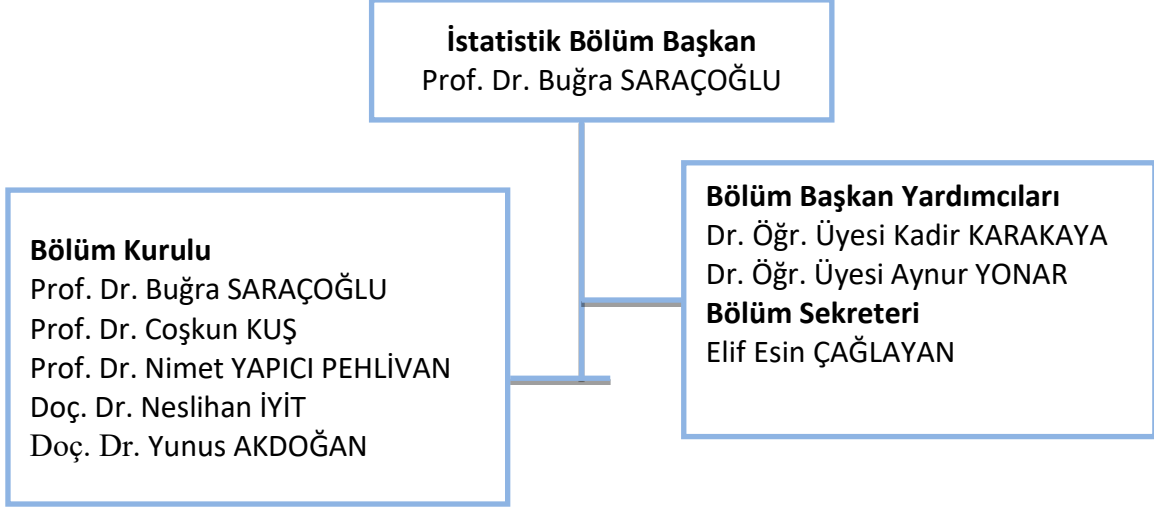 İstatistik Bölüm Başkan
Prof. Dr. Buğra SARAÇOĞLU
Bölüm Başkan Yardımcıları
Dr. Öğr. Üyesi Kadir KARAKAYA
Dr. Öğr. Üyesi Aynur YONAR
Bölüm Sekreteri
Elif Esin ÇAĞLAYAN
Bölüm Kurulu
Prof. Dr. Buğra SARAÇOĞLU
Prof. Dr. Coşkun KUŞ
Prof. Dr. Nimet YAPICI PEHLİVAN
Doç. Dr. Neslihan İYİT
Doç. Dr. Yunus AKDOĞAN